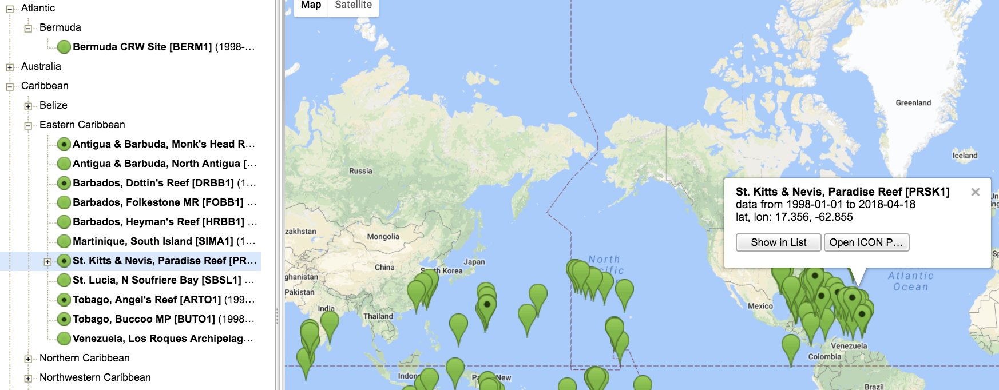 Atlantic
Bermuda
Bermuda CRW Site [BERM1] (1998-...
Australia
Caribbean
Belize
Eastern Caribbean
Antigua & Barbuda, Monk's Head R...
Antigua & Barbuda, North Antigua [...
Barbados, Dottin's Reef [DRBB1] (1...
Barbados, Folkestone MR [FOBB1] ...
Barbados, Heyman's Reef [HRBB1] ...
Martinique, South Island [SIMA1] (1...
St. Kitts & Nevis, Paradise Reef [PR...
St. Lucia, N Soufriere Bay [SBSL1] ...
Tobago, Angel's Reef [ARTO1] (199...
Tobago, Buccoo MP [BUTO1] (1998...
Venezuela, Los Roques Archipelag...
Northern Caribbean
Northwestern Caribbean
Map Satellite
Greenland
Iceland
Russia
St. Kitts & Nevis, Paradise Reef [PRSK1]
data from 1998-01-01 to 2018-04-18
lat, lon: 17.356, -62.855
Show in List Open ICON P...
zakhstan
Mongolia
China
South Korea
Japan
North
cific
Sp
ghanistan
Pakistan
India
Thailand
Mexico
Atlantic
Ocean
Venezuela
Colombia
Brazil
Indon
New